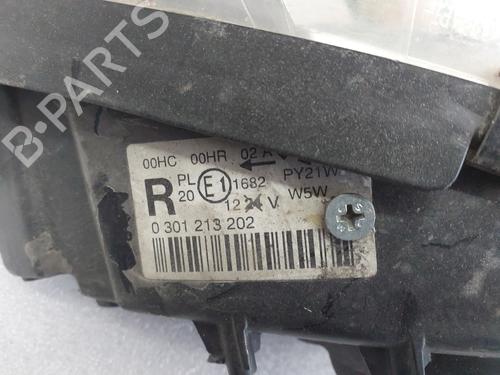 00HC 00HR 02 A
R PL 20 E1 1682 PY21W
12 V W5W
0 301 213 202
B-PARTS